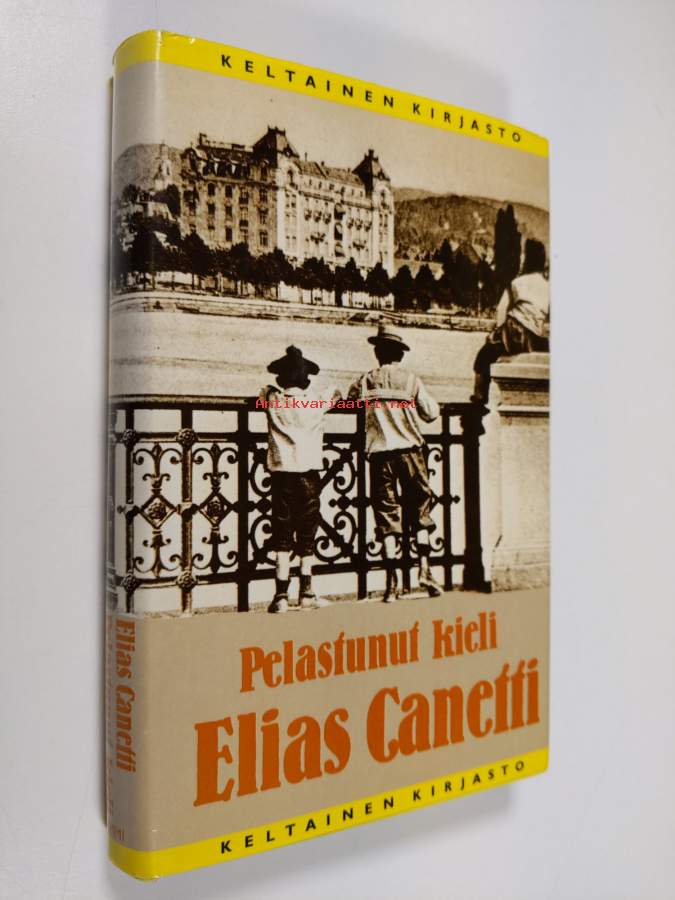 KELTAINEN KIRJASTO
Antikvariaatti.net
Pelastunut kieli
Elias Canetti
KELTAINEN KIRJASTO
Elias Canetti